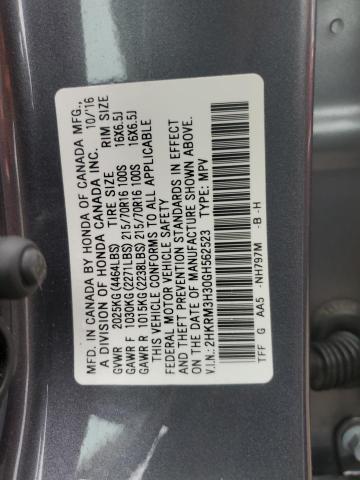 MFD. IN CANADA BY HONDA OF CANADA MFG.,
A DIVISION OF HONDA CANADA INC. 10/16
TIRE SIZE RIM SIZE
GVWR 2025KG (4464LBS)
GAWR F 1030KG (2271LBS) 215/70R16 100S 16X6.5J
GAWR R 1015KG (2238LBS) 215/70R16 100S 16X6.5J
THIS VEHICLE CONFORMS TO ALL APPLICABLE
FEDERAL MOTOR VEHICLE SAFETY
AND THEFT PREVENTION STANDARDS IN EFFECT
ON THE DATE OF MANUFACTURE SHOWN ABOVE.
V.I.N.: 2HKRM3H30GH562523 TYPE: MPV
TFF G AA5 -NH797M -B -H